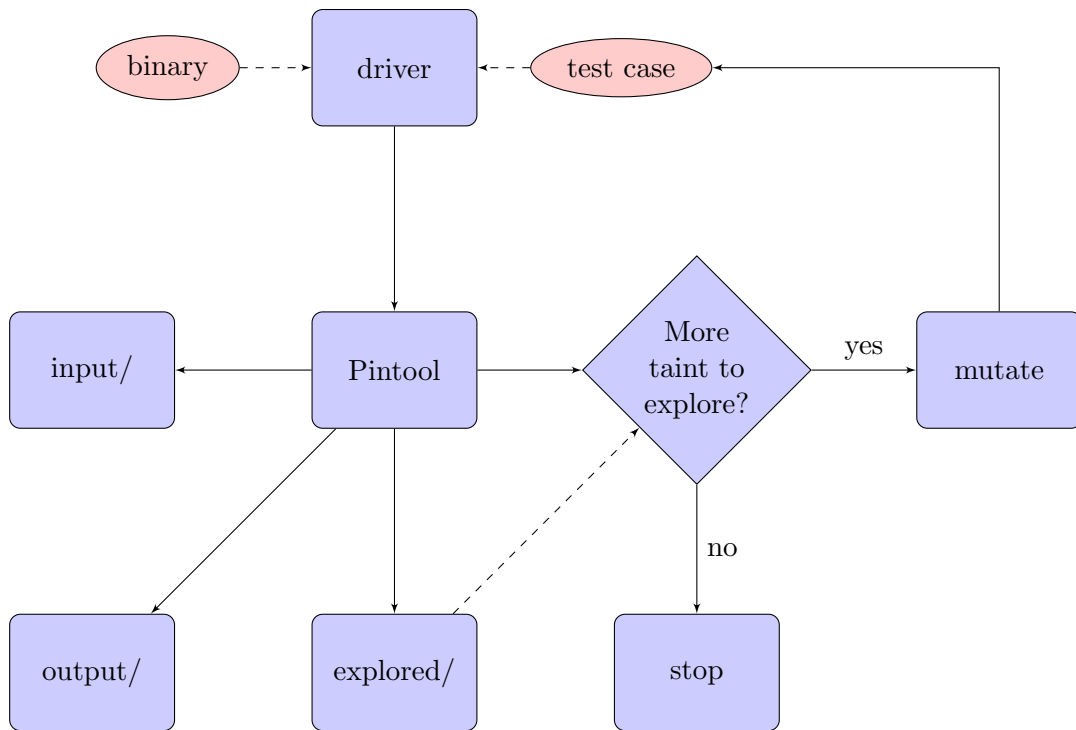 binary
driver
test case
input/
Pintool
More
taint to
explore?
yes
mutate
no
output/
explored/
stop